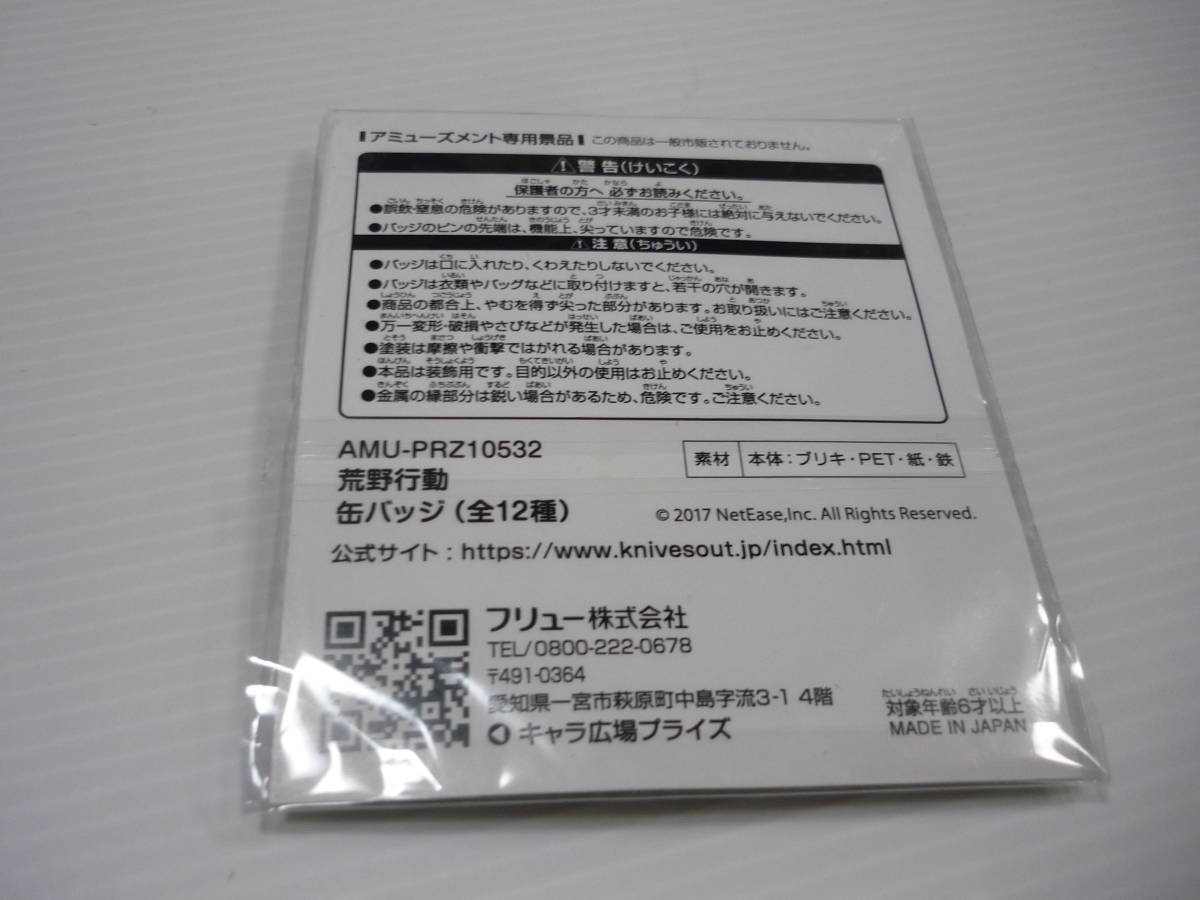 アミューズメント専用景品 この商品は一般市販されておりません。
警告(けいこく)
保護者の方へ 必ずお読みください。
●誤飲・窒息の危険がありますので、3才未満のお子様には絶対に与えないでください。
●バッジのピンの先端は、機能上、尖っていますので危険です。
注意(ちゅうい)
●バッジは口に入れたり、くわえたりしないでください。
●バッジは衣類やバッグなどに取り付けますと、若干の穴が開きます。
●商品の都合上、やむを得ず尖った部分があります。お取り扱いにはご注意ください。
●万一変形・破損やさびなどが発生した場合は、ご使用をお止めください。
●塗装は摩擦や衝撃ではがれる場合があります。
●本品は装飾用です。目的以外の使用はお止めください。
●金属の縁部分は鋭い場合があるため、危険です。ご注意ください。
AMU-PRZ10532
素材 本体：ブリキ・PET・紙・鉄
荒野行動
缶バッジ(全12種)
© 2017 NetEase,Inc. All Rights Reserved.
公式サイト：https://www.knivesout.jp/index.html
フリュー株式会社
TEL/0800-222-0678
〒491-0364
愛知県一宮市萩原町中島字流3-1 4階
キャラ広場プライズ
たいしょうねんれい さい いじょう
対象年齢6才以上
MADE IN JAPAN